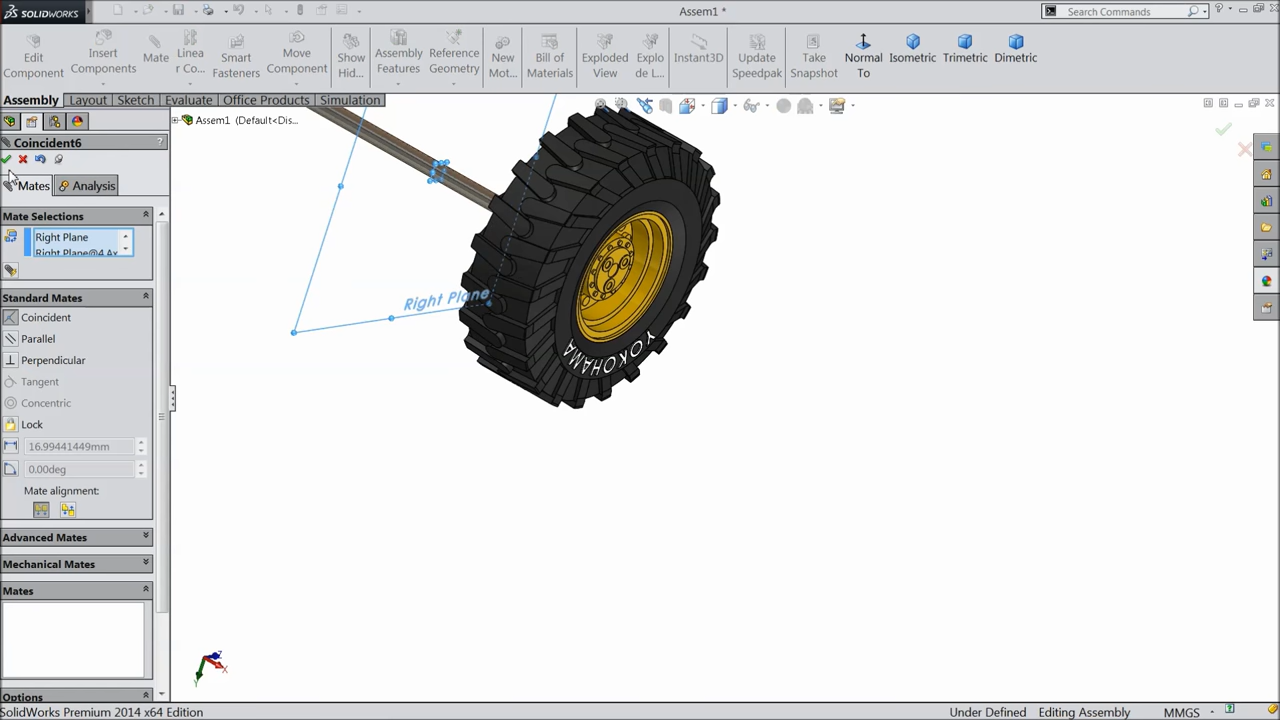 SOLIDWORKS
Assem1 *
Search Commands
Edit Component
Insert Components
Mate
Linea r Co...
Smart Fasteners
Move Component
Show Hid...
Assembly Features
Reference Geometry
New Mot...
Bill of Materials
Exploded View
Explo de L...
Instant3D
Update Speedpak
Take Snapshot
Normal To
Isometric
Trimetric
Dimetric
Assembly
Layout
Sketch
Evaluate
Office Products
Simulation
Assem1 (Default<Dis...
Coincident6
?
Mates
Analysis
Mate Selections
Right Plane
Right Plane@4 Ax
Standard Mates
Coincident
Parallel
Perpendicular
Tangent
Concentric
Lock
16.99441449mm
0.00deg
Mate alignment:
Advanced Mates
Mechanical Mates
Mates
Options
Right Plane
YOKOHAMA
Z
X
Y
SolidWorks Premium 2014 x64 Edition
Under Defined
Editing Assembly
MMGS